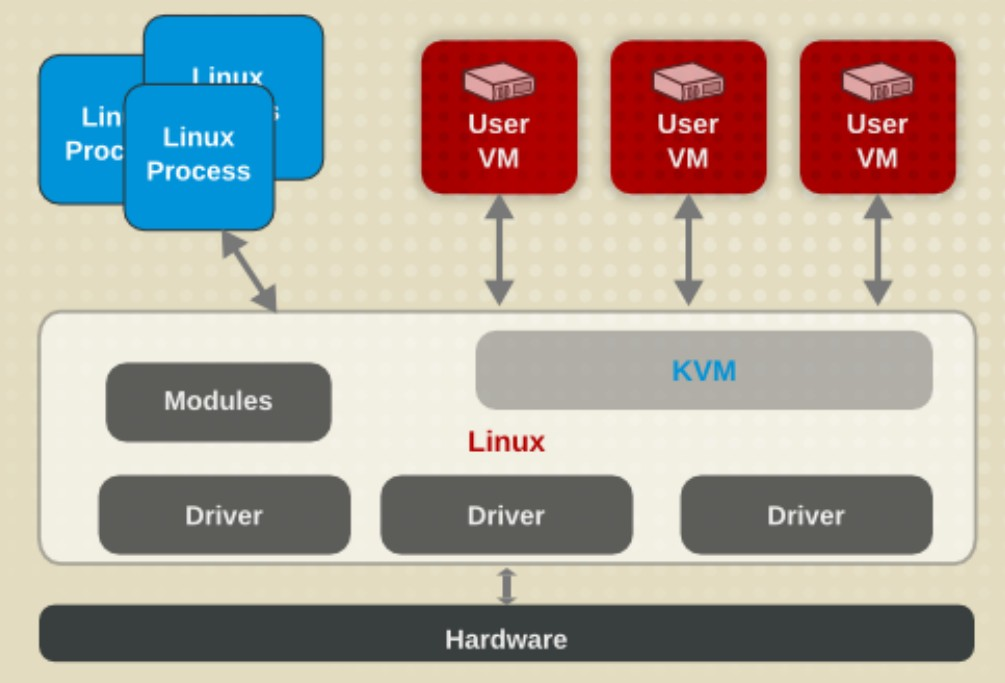 Linux
Lin
Proc
Linux
Process
User
VM
User
VM
User
VM
KVM
Modules
Linux
Driver
Driver
Driver
Hardware